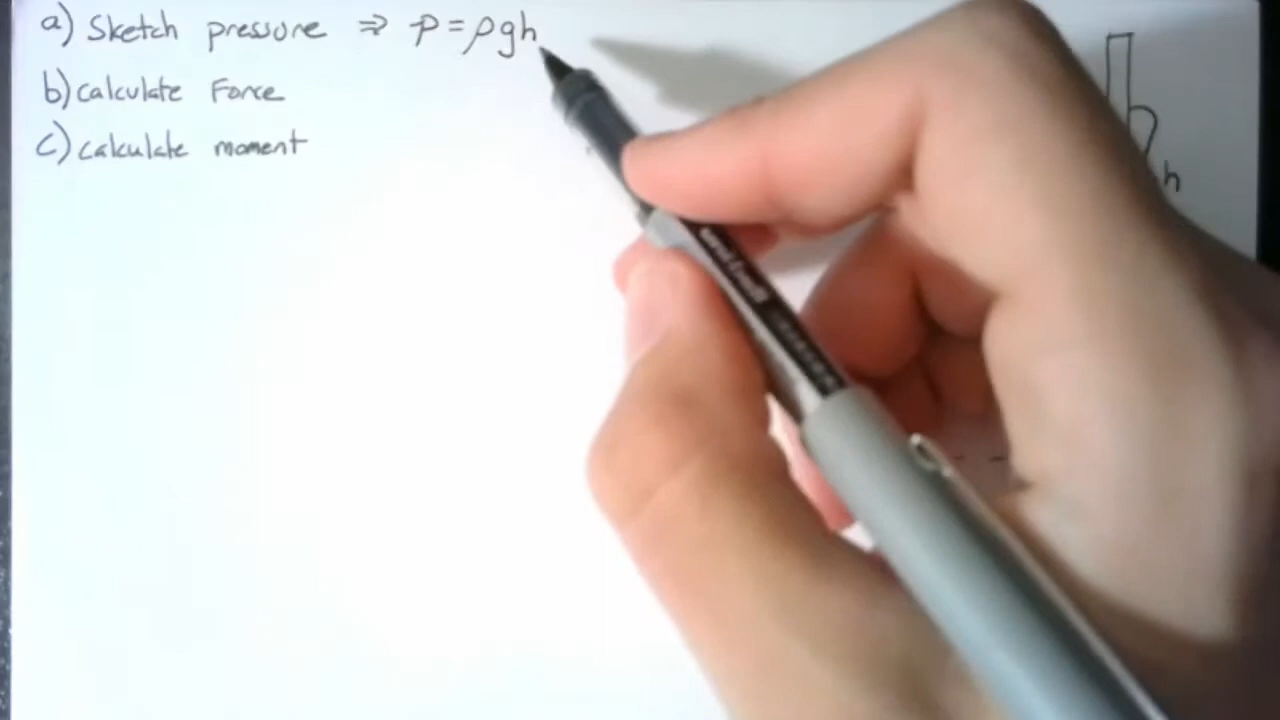 a) Sketch pressure ⇒ p = ρgh
b) calculate Force
c) calculate moment
h